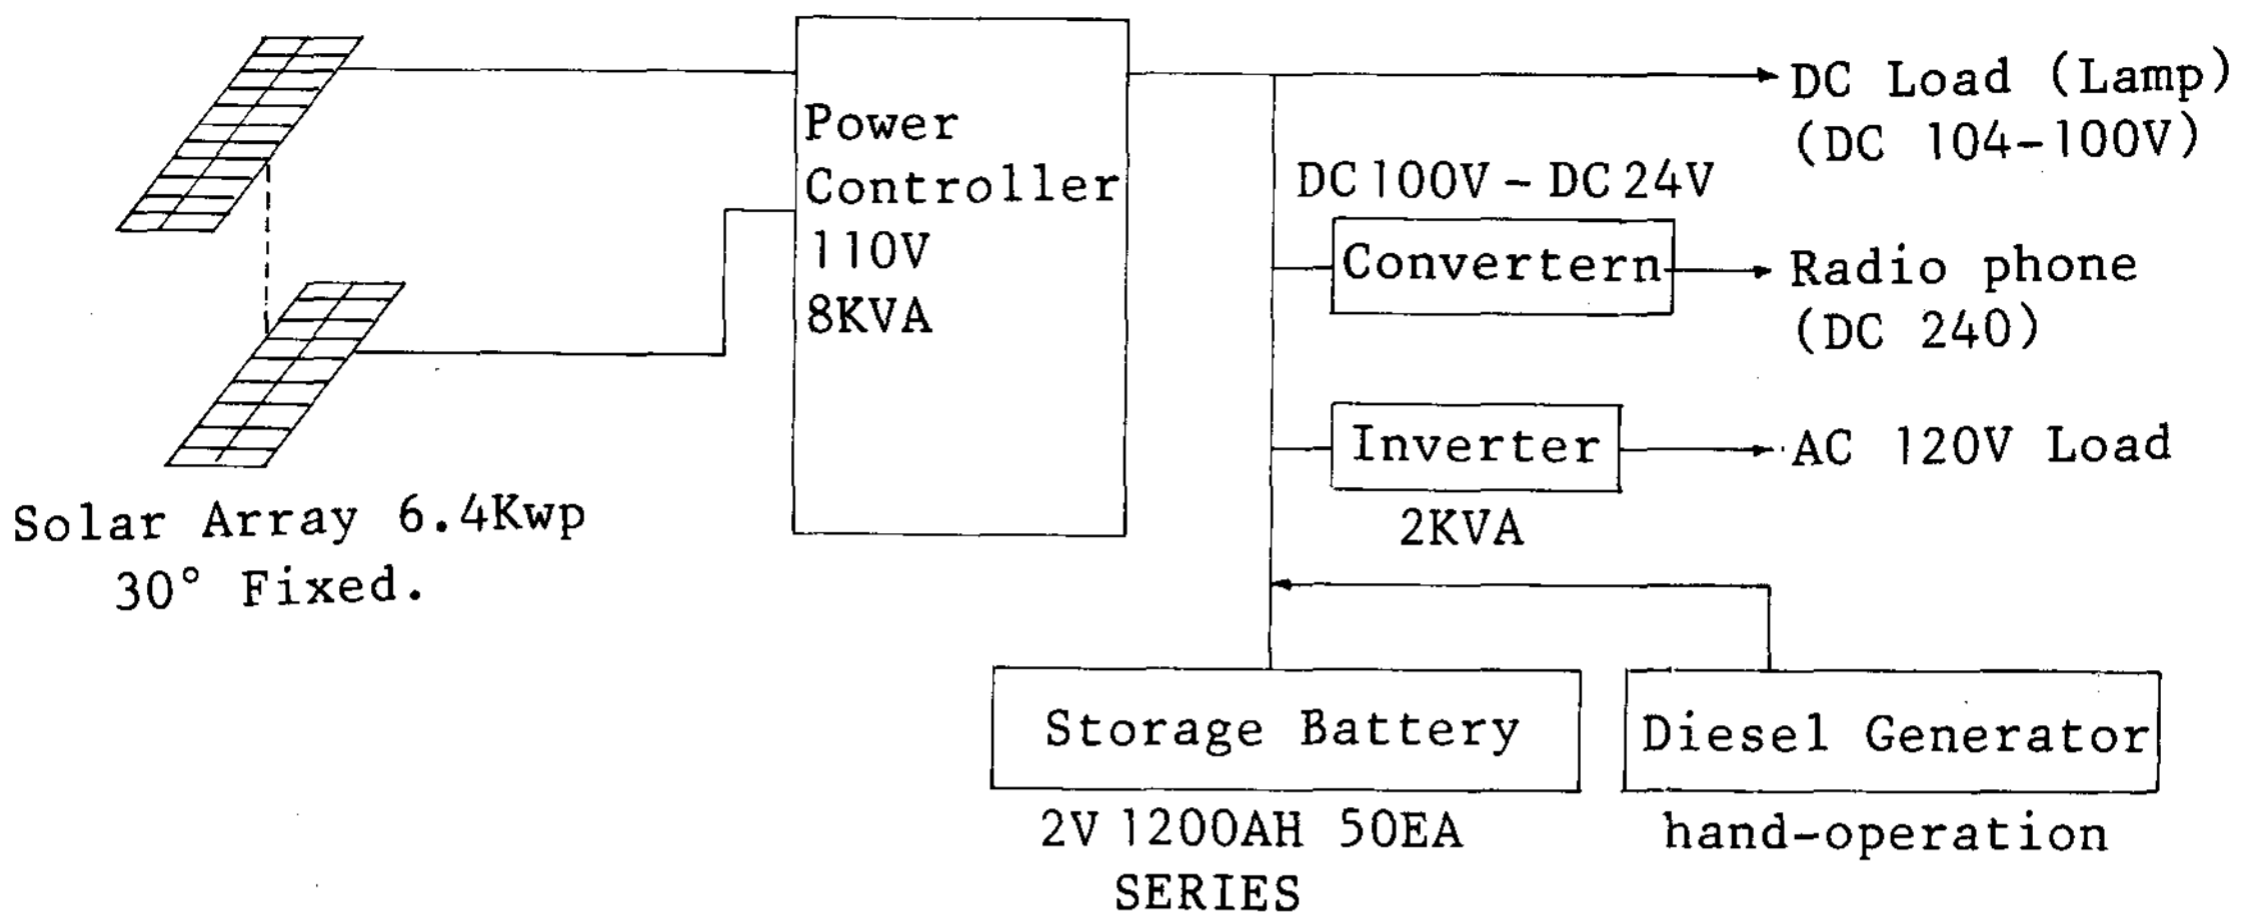 Power
Controller
110V
8KVA
DC Load (Lamp)
(DC 104-100V)
DC 100V - DC 24V
Convertern
Radio phone
(DC 240)
Inverter
AC 120V Load
2KVA
Solar Array 6.4Kwp
30° Fixed.
Storage Battery
Diesel Generator
2V 1200AH 50EA
SERIES
hand-operation